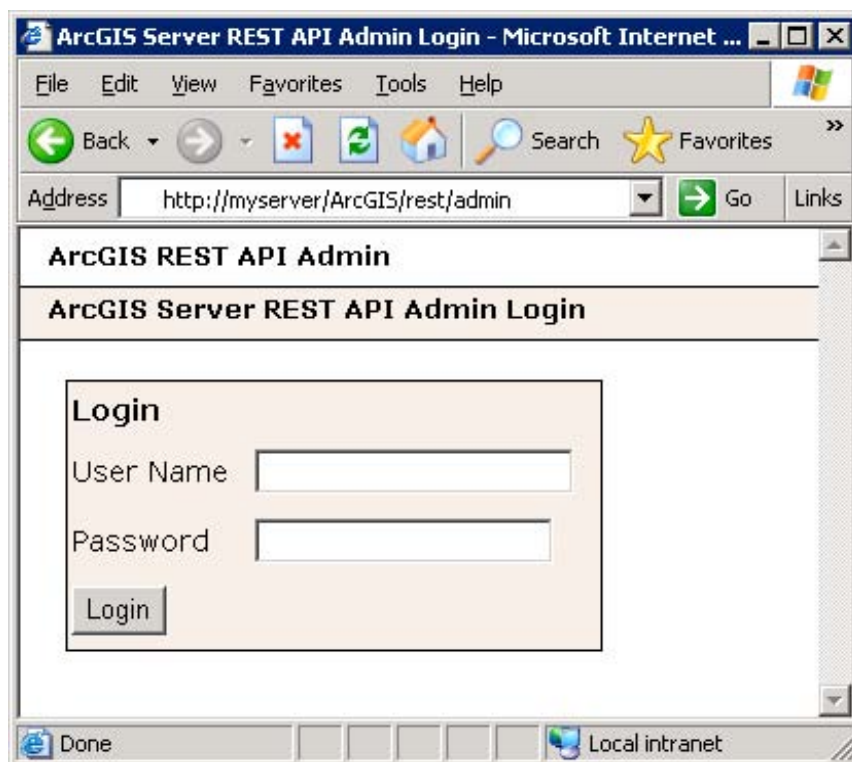 ArcGIS Server REST API Admin Login - Microsoft Internet ...
File Edit View Favorites Tools Help
Back Search Favorites »
Address http://myserver/ArcGIS/rest/admin Go Links
ArcGIS REST API Admin
ArcGIS Server REST API Admin Login
Login
User Name
Password
Login
Done Local intranet